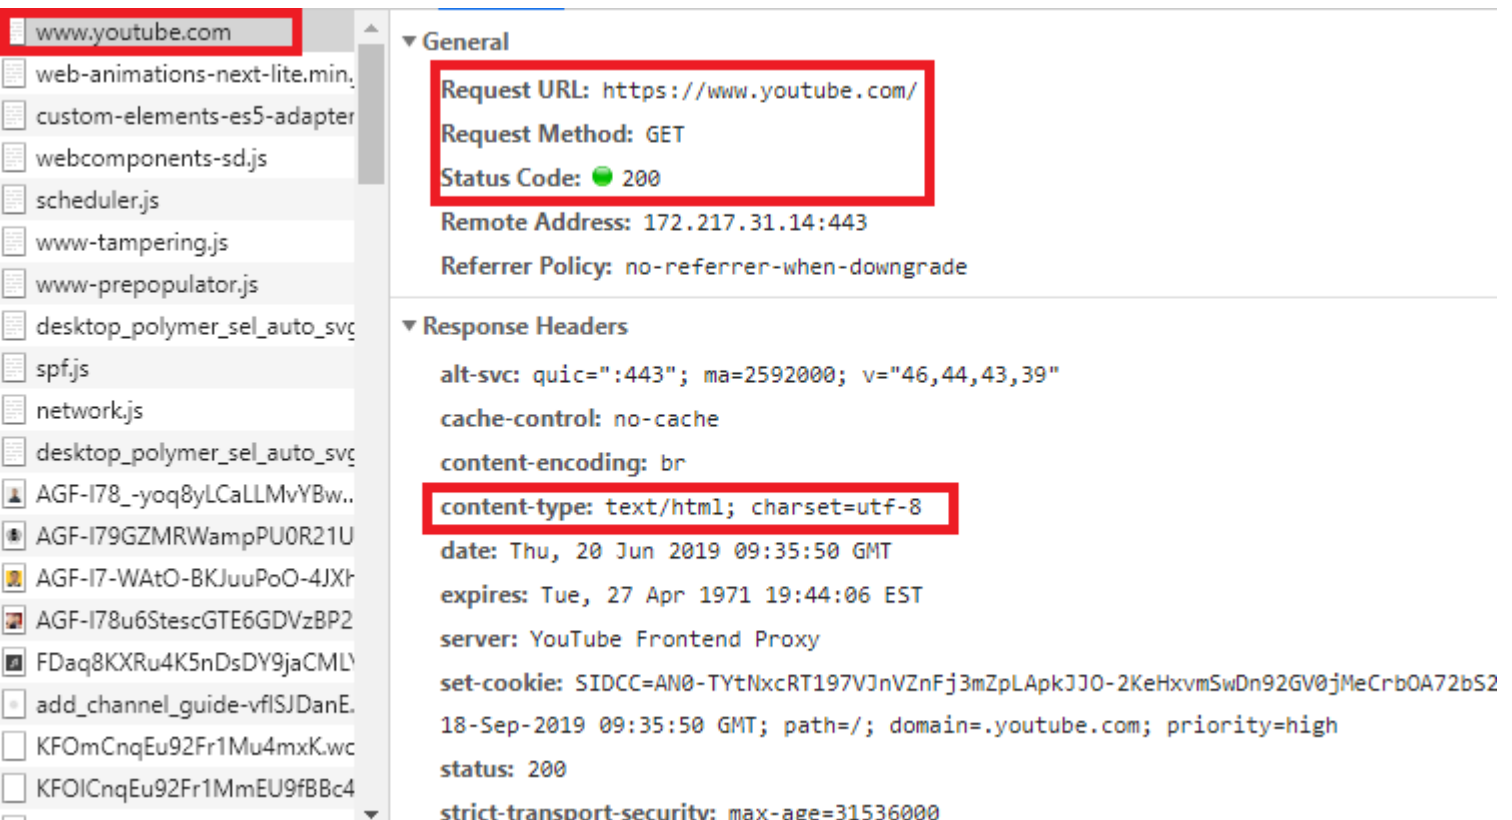 www.youtube.com
web-animations-next-lite.min.
custom-elements-es5-adapter
webcomponents-sd.js
scheduler.js
www-tampering.js
www-prepopulator.js
desktop_polymer_sel_auto_svg
spf.js
network.js
desktop_polymer_sel_auto_svg
AGF-l78_-yoq8yLCaLLMvYBw..
AGF-l79GZMRWampPU0R21U
AGF-l7-WAtO-BKJuuPoO-4JXh
AGF-l78u6StescGTE6GDVzBP2
FDaq8KXRu4K5nDsDY9jaCMLY
add_channel_guide-vflSJDanE.
KFOmCnqEu92Fr1Mu4mxK.wo
KFOlCnqEu92Fr1MmEU9fBBc4
General
Request URL: https://www.youtube.com/
Request Method: GET
Status Code: 200
Remote Address: 172.217.31.14:443
Referrer Policy: no-referrer-when-downgrade
Response Headers
alt-svc: quic=":443"; ma=2592000; v="46,44,43,39"
cache-control: no-cache
content-encoding: br
content-type: text/html; charset=utf-8
date: Thu, 20 Jun 2019 09:35:50 GMT
expires: Tue, 27 Apr 1971 19:44:06 EST
server: YouTube Frontend Proxy
set-cookie: SIDCC=AN0-TYtNxcRT197VJnVZnFj3mZpLApkJJO-2KeHxvmSwDn92GV0jMeCrbOA72bS2
18-Sep-2019 09:35:50 GMT; path=/; domain=.youtube.com; priority=high
status: 200
strict-transport-security: max-age=31536000